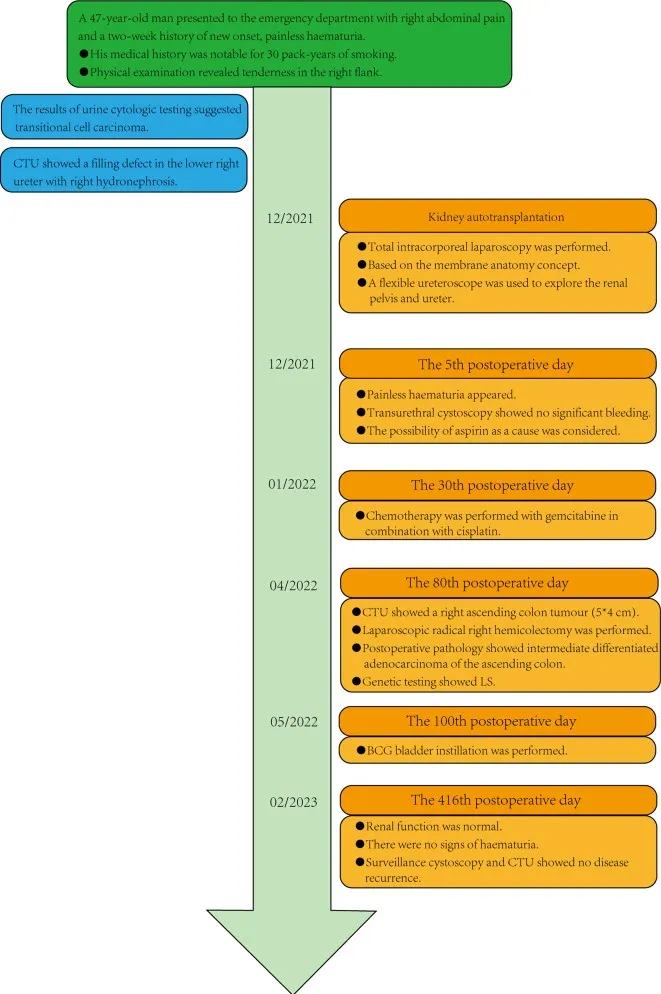 A 47-year-old man presented to the emergency department with right abdominal pain
and a two-week history of new onset, painless haematuria.
●His medical history was notable for 30 pack-years of smoking.
●Physical examination revealed tenderness in the right flank.
The results of urine cytologic testing suggested
transitional cell carcinoma.
CTU showed a filling defect in the lower right
ureter with right hydronephrosis.
12/2021
Kidney autotransplantation
●Total intracorporeal laparoscopy was performed.
●Based on the membrane anatomy concept.
●A flexible ureteroscope was used to explore the renal
pelvis and ureter.
12/2021
The 5th postoperative day
●Painless haematuria appeared.
●Transurethral cystoscopy showed no significant bleeding.
●The possibility of aspirin as a cause was considered.
01/2022
The 30th postoperative day
●Chemotherapy was performed with gemcitabine in
combination with cisplatin.
04/2022
The 80th postoperative day
●CTU showed a right ascending colon tumour (5*4 cm).
●Laparoscopic radical right hemicolectomy was performed.
●Postoperative pathology showed intermediate differentiated
adenocarcinoma of the ascending colon.
●Genetic testing showed LS.
05/2022
The 100th postoperative day
●BCG bladder instillation was performed.
02/2023
The 416th postoperative day
●Renal function was normal.
●There were no signs of haematuria.
●Surveillance cystoscopy and CTU showed no disease
recurrence.